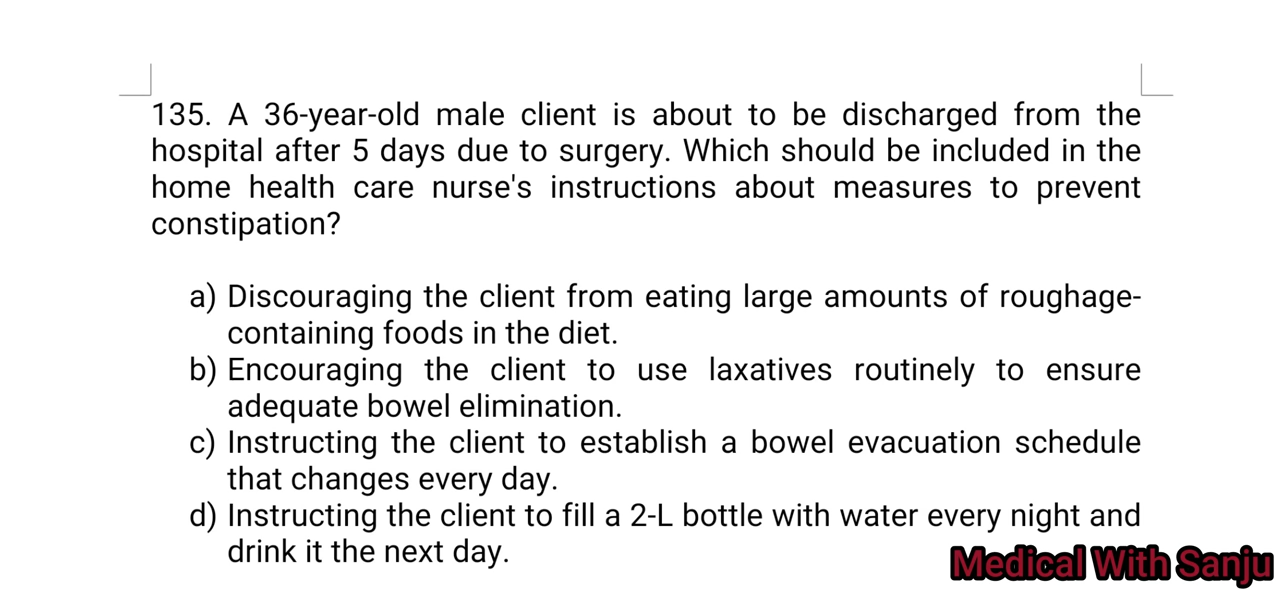 135. A 36-year-old male client is about to be discharged from the
hospital after 5 days due to surgery. Which should be included in the
home health care nurse's instructions about measures to prevent
constipation?
a) Discouraging the client from eating large amounts of roughage-
containing foods in the diet.
b) Encouraging the client to use laxatives routinely to ensure
adequate bowel elimination.
c) Instructing the client to establish a bowel evacuation schedule
that changes every day.
d) Instructing the client to fill a 2-L bottle with water every night and
drink it the next day.
Medical With Sanju